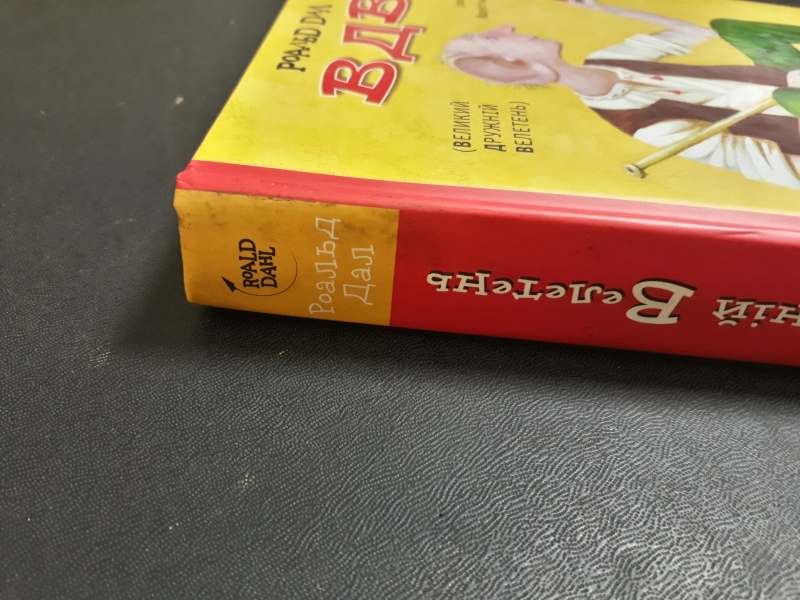 РОАЛЬД ДАЛ
ВДВ
(ВЕЛИКИЙ
ДРУЖНІЙ
ВЕЛЕТЕНЬ)
ROALD
DAHL
Роальд
Дал
ній Велетень